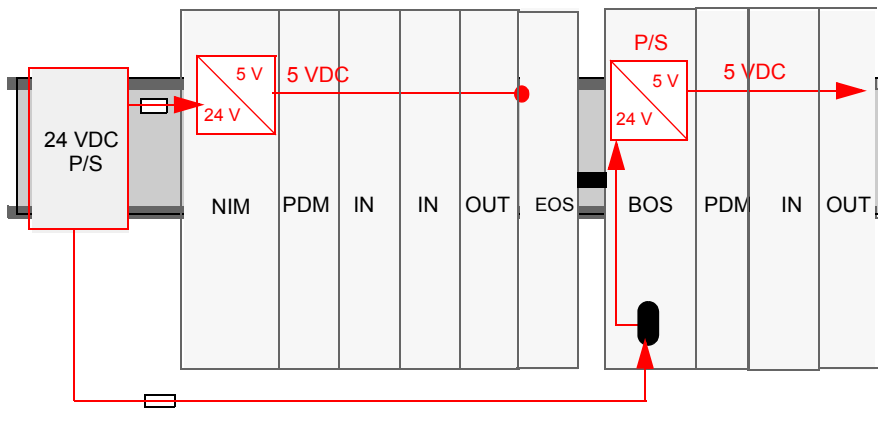 P/S
5 V
5 VDC
5 V
5 VDC
24 V
24 V
24 VDC
P/S
NIM
PDM
IN
IN
OUT
EOS
BOS
PDM
IN
OUT